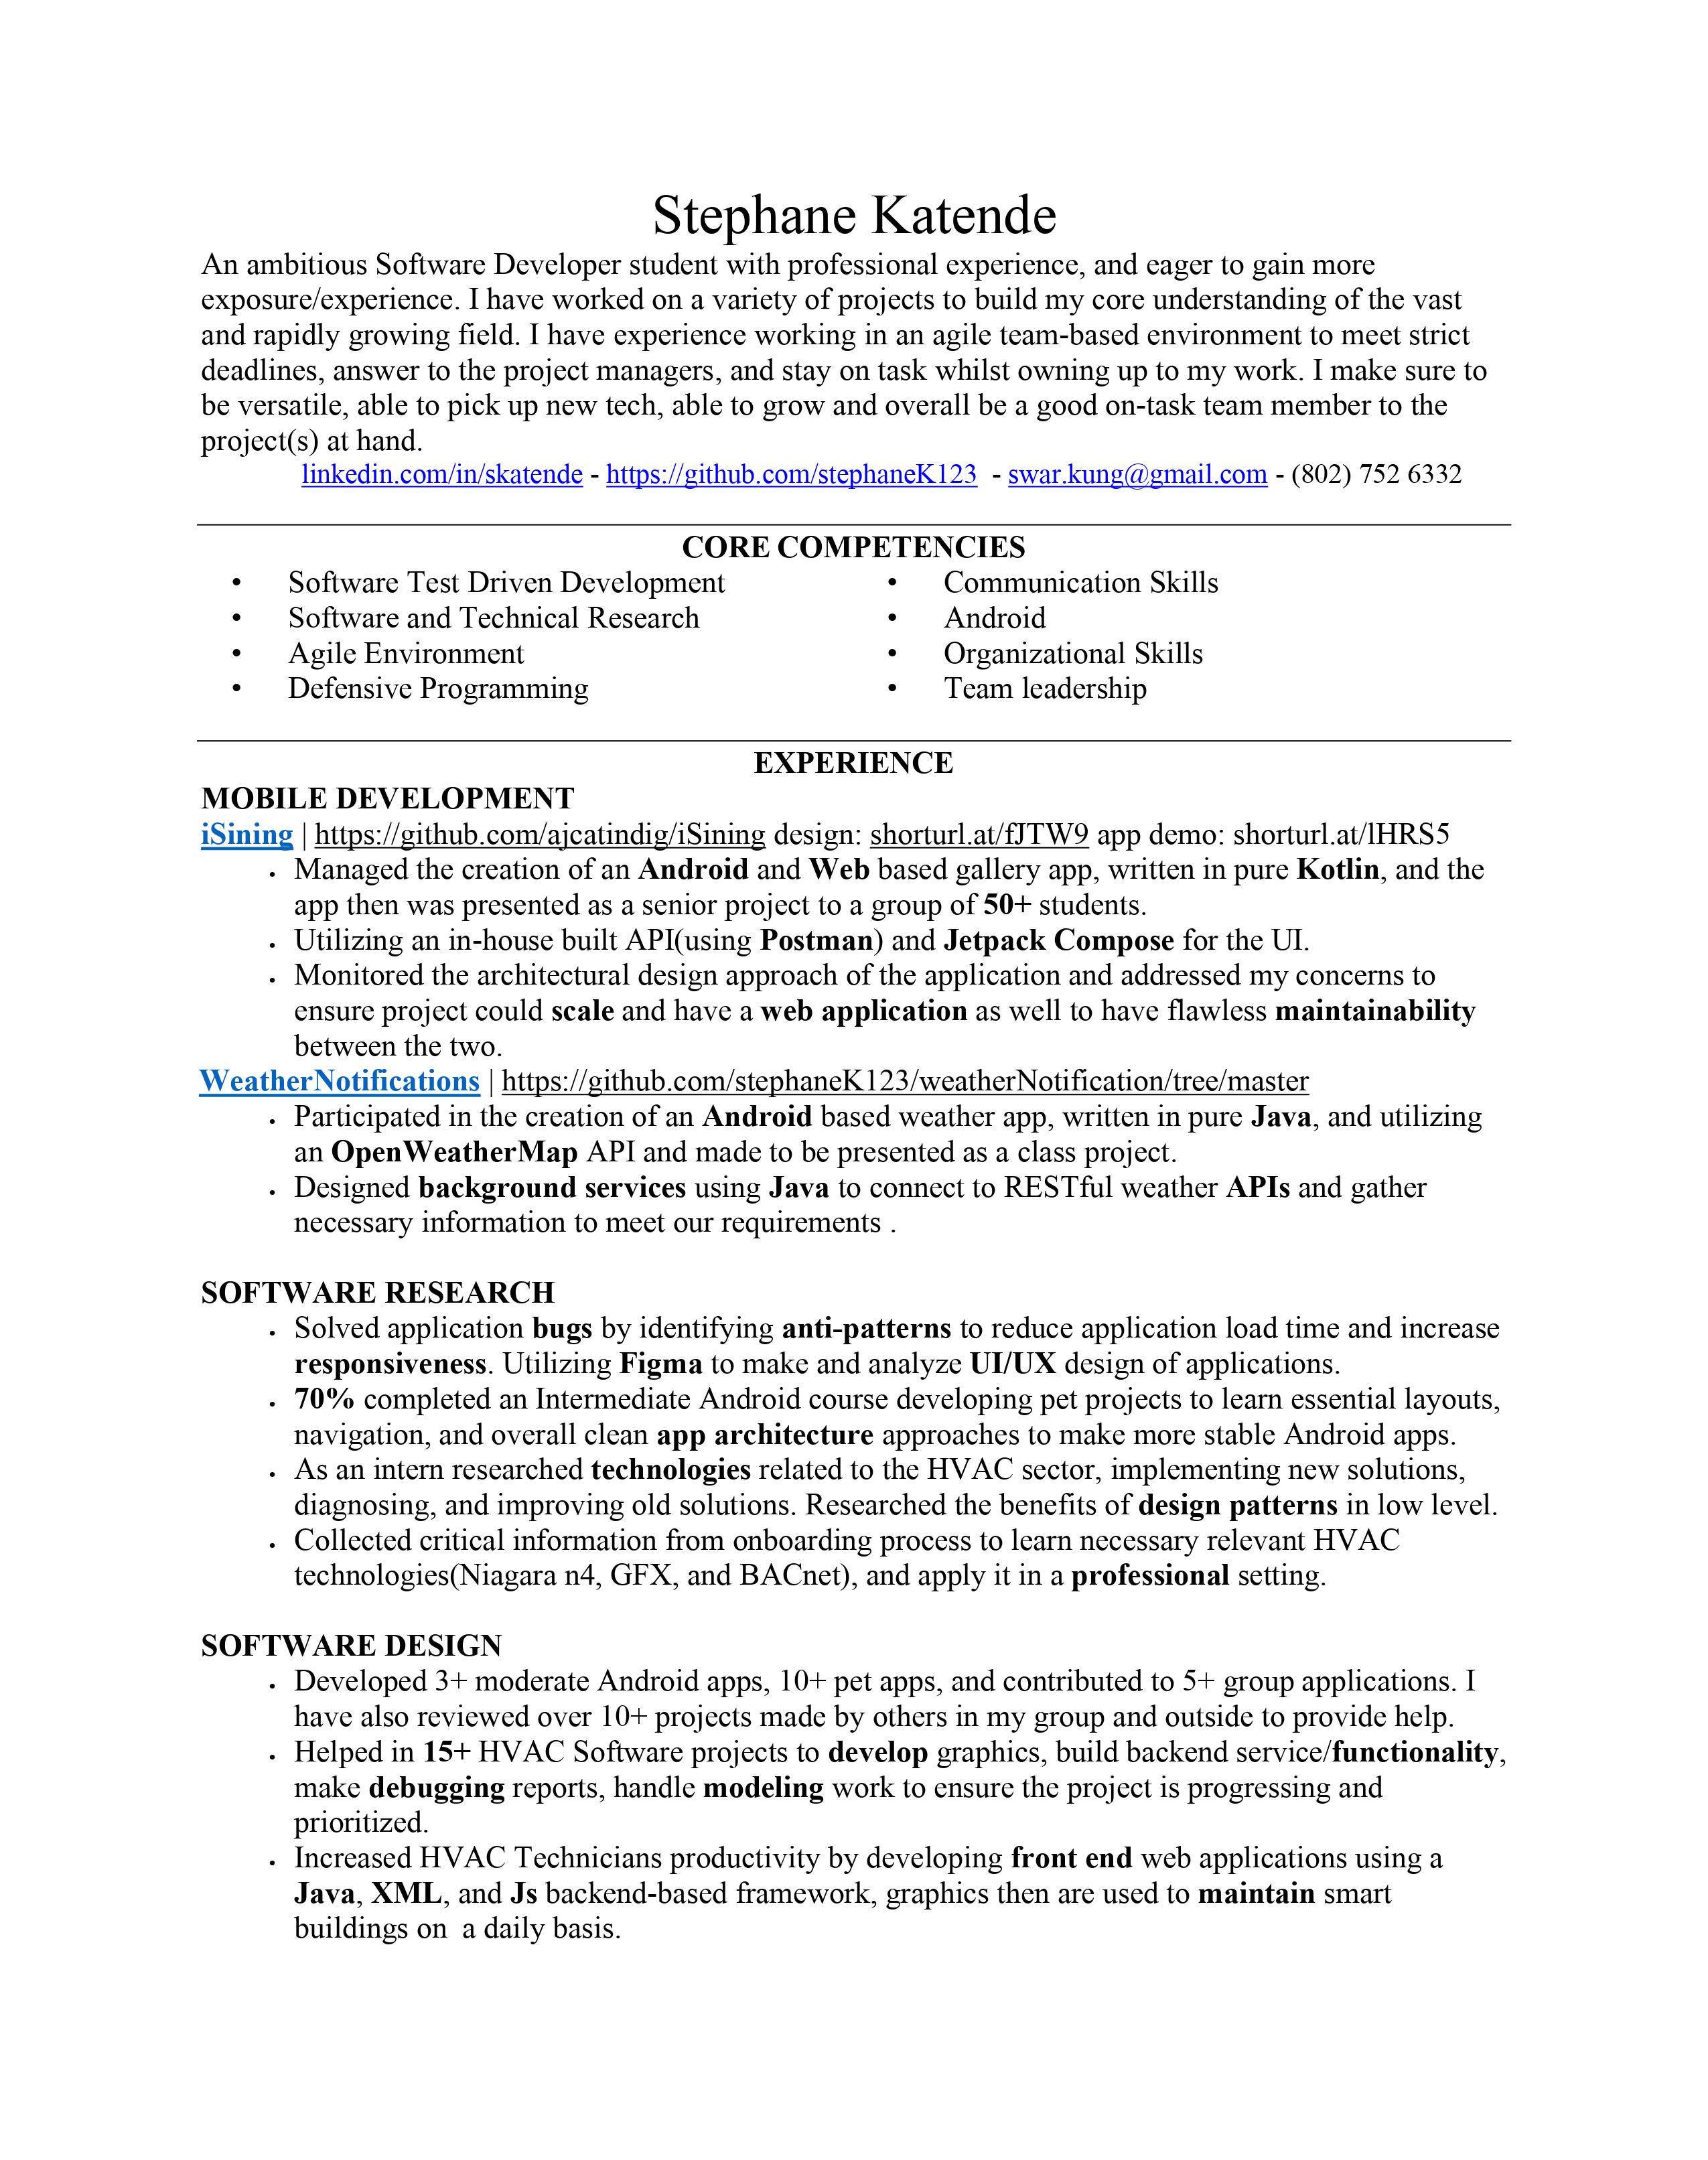 Stephane Katende
An ambitious Software Developer student with professional experience, and eager to gain more
exposure/experience. I have worked on a variety of projects to build my core understanding of the vast
and rapidly growing field. I have experience working in an agile team-based environment to meet strict
deadlines, answer to the project managers, and stay on task whilst owning up to my work. I make sure to
be versatile, able to pick up new tech, able to grow and overall be a good on-task team member to the
project(s) at hand.
linkedin.com/in/skatende - https://github.com/stephaneK123 - swar.kung@gmail.com - (802) 752 6332
CORE COMPETENCIES
• Software Test Driven Development
• Software and Technical Research
• Agile Environment
• Defensive Programming
• Communication Skills
• Android
• Organizational Skills
• Team leadership
EXPERIENCE
MOBILE DEVELOPMENT
iSining | https://github.com/ajcatindig/iSining design: shorturl.at/fJTW9 app demo: shorturl.at/lHRS5
• Managed the creation of an Android and Web based gallery app, written in pure Kotlin, and the
app then was presented as a senior project to a group of 50+ students.
• Utilizing an in-house built API(using Postman) and Jetpack Compose for the UI.
• Monitored the architectural design approach of the application and addressed my concerns to
ensure project could scale and have a web application as well to have flawless maintainability
between the two.
WeatherNotifications | https://github.com/stephaneK123/weatherNotification/tree/master
• Participated in the creation of an Android based weather app, written in pure Java, and utilizing
an OpenWeatherMap API and made to be presented as a class project.
• Designed background services using Java to connect to RESTful weather APIs and gather
necessary information to meet our requirements .
SOFTWARE RESEARCH
• Solved application bugs by identifying anti-patterns to reduce application load time and increase
responsiveness. Utilizing Figma to make and analyze UI/UX design of applications.
• 70% completed an Intermediate Android course developing pet projects to learn essential layouts,
navigation, and overall clean app architecture approaches to make more stable Android apps.
• As an intern researched technologies related to the HVAC sector, implementing new solutions,
diagnosing, and improving old solutions. Researched the benefits of design patterns in low level.
• Collected critical information from onboarding process to learn necessary relevant HVAC
technologies(Niagara n4, GFX, and BACnet), and apply it in a professional setting.
SOFTWARE DESIGN
• Developed 3+ moderate Android apps, 10+ pet apps, and contributed to 5+ group applications. I
have also reviewed over 10+ projects made by others in my group and outside to provide help.
• Helped in 15+ HVAC Software projects to develop graphics, build backend service/functionality,
make debugging reports, handle modeling work to ensure the project is progressing and
prioritized.
• Increased HVAC Technicians productivity by developing front end web applications using a
Java, XML, and Js backend-based framework, graphics then are used to maintain smart
buildings on  a daily basis.